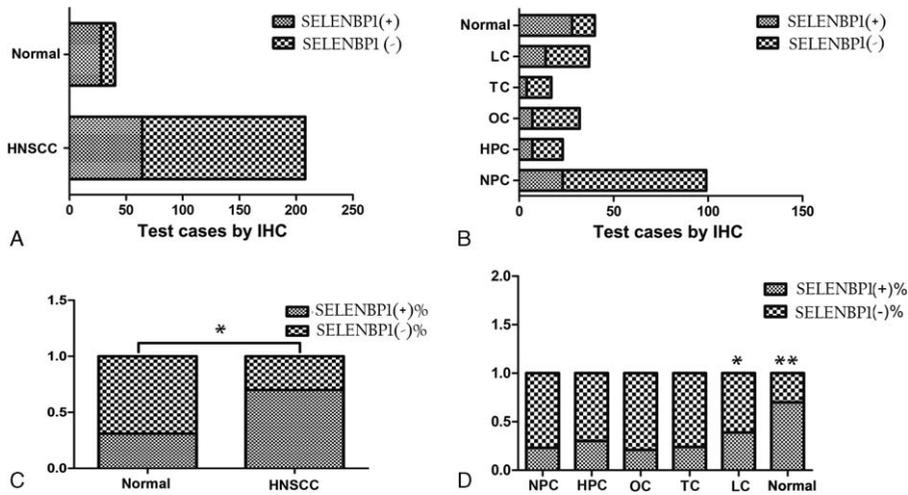 SELENBP1(+)
SELENBP1 (-)
Normal
HNSCC
0 50 100 150 200 250
Test cases by IHC
A
SELENBP1(+)
SELENBP1(-)
Normal
LC
TC
OC
HPC
NPC
0 50 100 150
Test cases by IHC
B
SELENBP1(+)%
SELENBP1(-)%
*
1.5
1.0
0.5
0.0
Normal HNSCC
C
SELENBP1(+)%
SELENBP1(-)%
* **
2.0
1.5
1.0
0.5
0.0
NPC HPC OC TC LC Normal
D